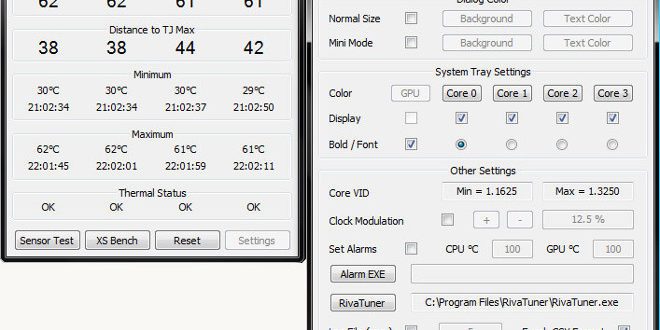 62 62 61 61
Distance to TJ Max
38 38 44 42
Minimum
30°C 30°C 30°C 29°C
21:02:34 21:02:34 21:02:37 21:02:50
Maximum
62°C 62°C 61°C 61°C
22:01:45 22:02:01 22:01:59 22:02:11
Thermal Status
OK OK OK OK
Sensor Test XS Bench Reset Settings
Dialog Color
Normal Size Background Text Color
Mini Mode Background Text Color
System Tray Settings
Color GPU Core 0 Core 1 Core 2 Core 3
Display
Bold / Font
Other Settings
Core VID Min = 1.1625 Max = 1.3250
Clock Modulation + - 12.5 %
Set Alarms CPU °C 100 GPU °C 100
Alarm EXE
RivaTuner C:\Program Files\RivaTuner\RivaTuner.exe